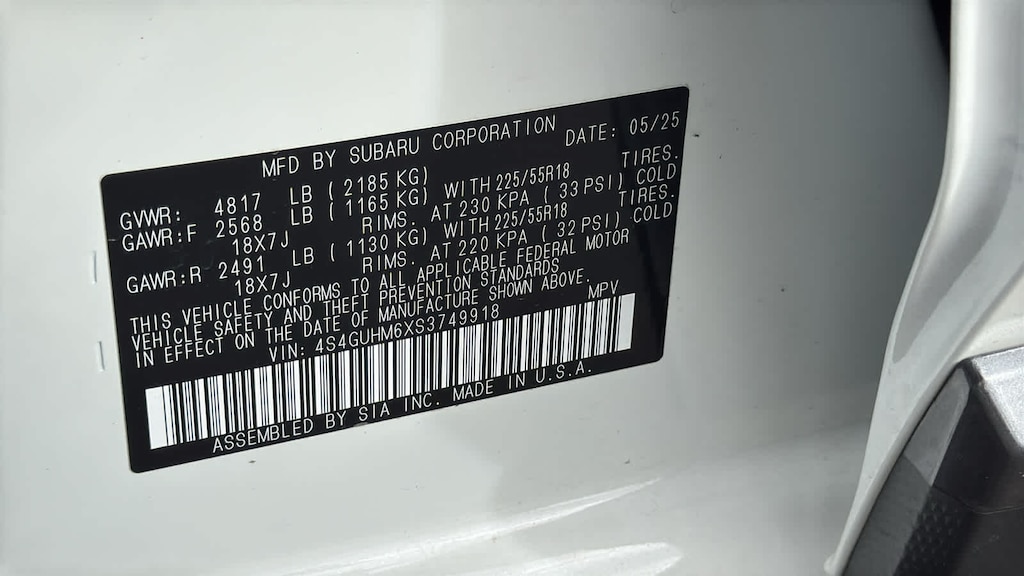 MFD BY SUBARU CORPORATION DATE: 05/25
GVWR: 4817 LB ( 2185 KG)
GAWR:F 2568 LB ( 1165 KG) WITH 225/55R18 TIRES.
18X7J RIMS. AT 230 KPA ( 33 PSI) COLD
GAWR:R 2491 LB ( 1130 KG) WITH 225/55R18 TIRES.
18X7J RIMS. AT 220 KPA ( 32 PSI) COLD
THIS VEHICLE CONFORMS TO ALL APPLICABLE FEDERAL MOTOR
VEHICLE SAFETY AND THEFT PREVENTION STANDARDS
IN EFFECT ON THE DATE OF MANUFACTURE SHOWN ABOVE.
VIN: 4S4GUHM6XS3749918 MPV
ASSEMBLED BY SIA INC. MADE IN U.S.A.